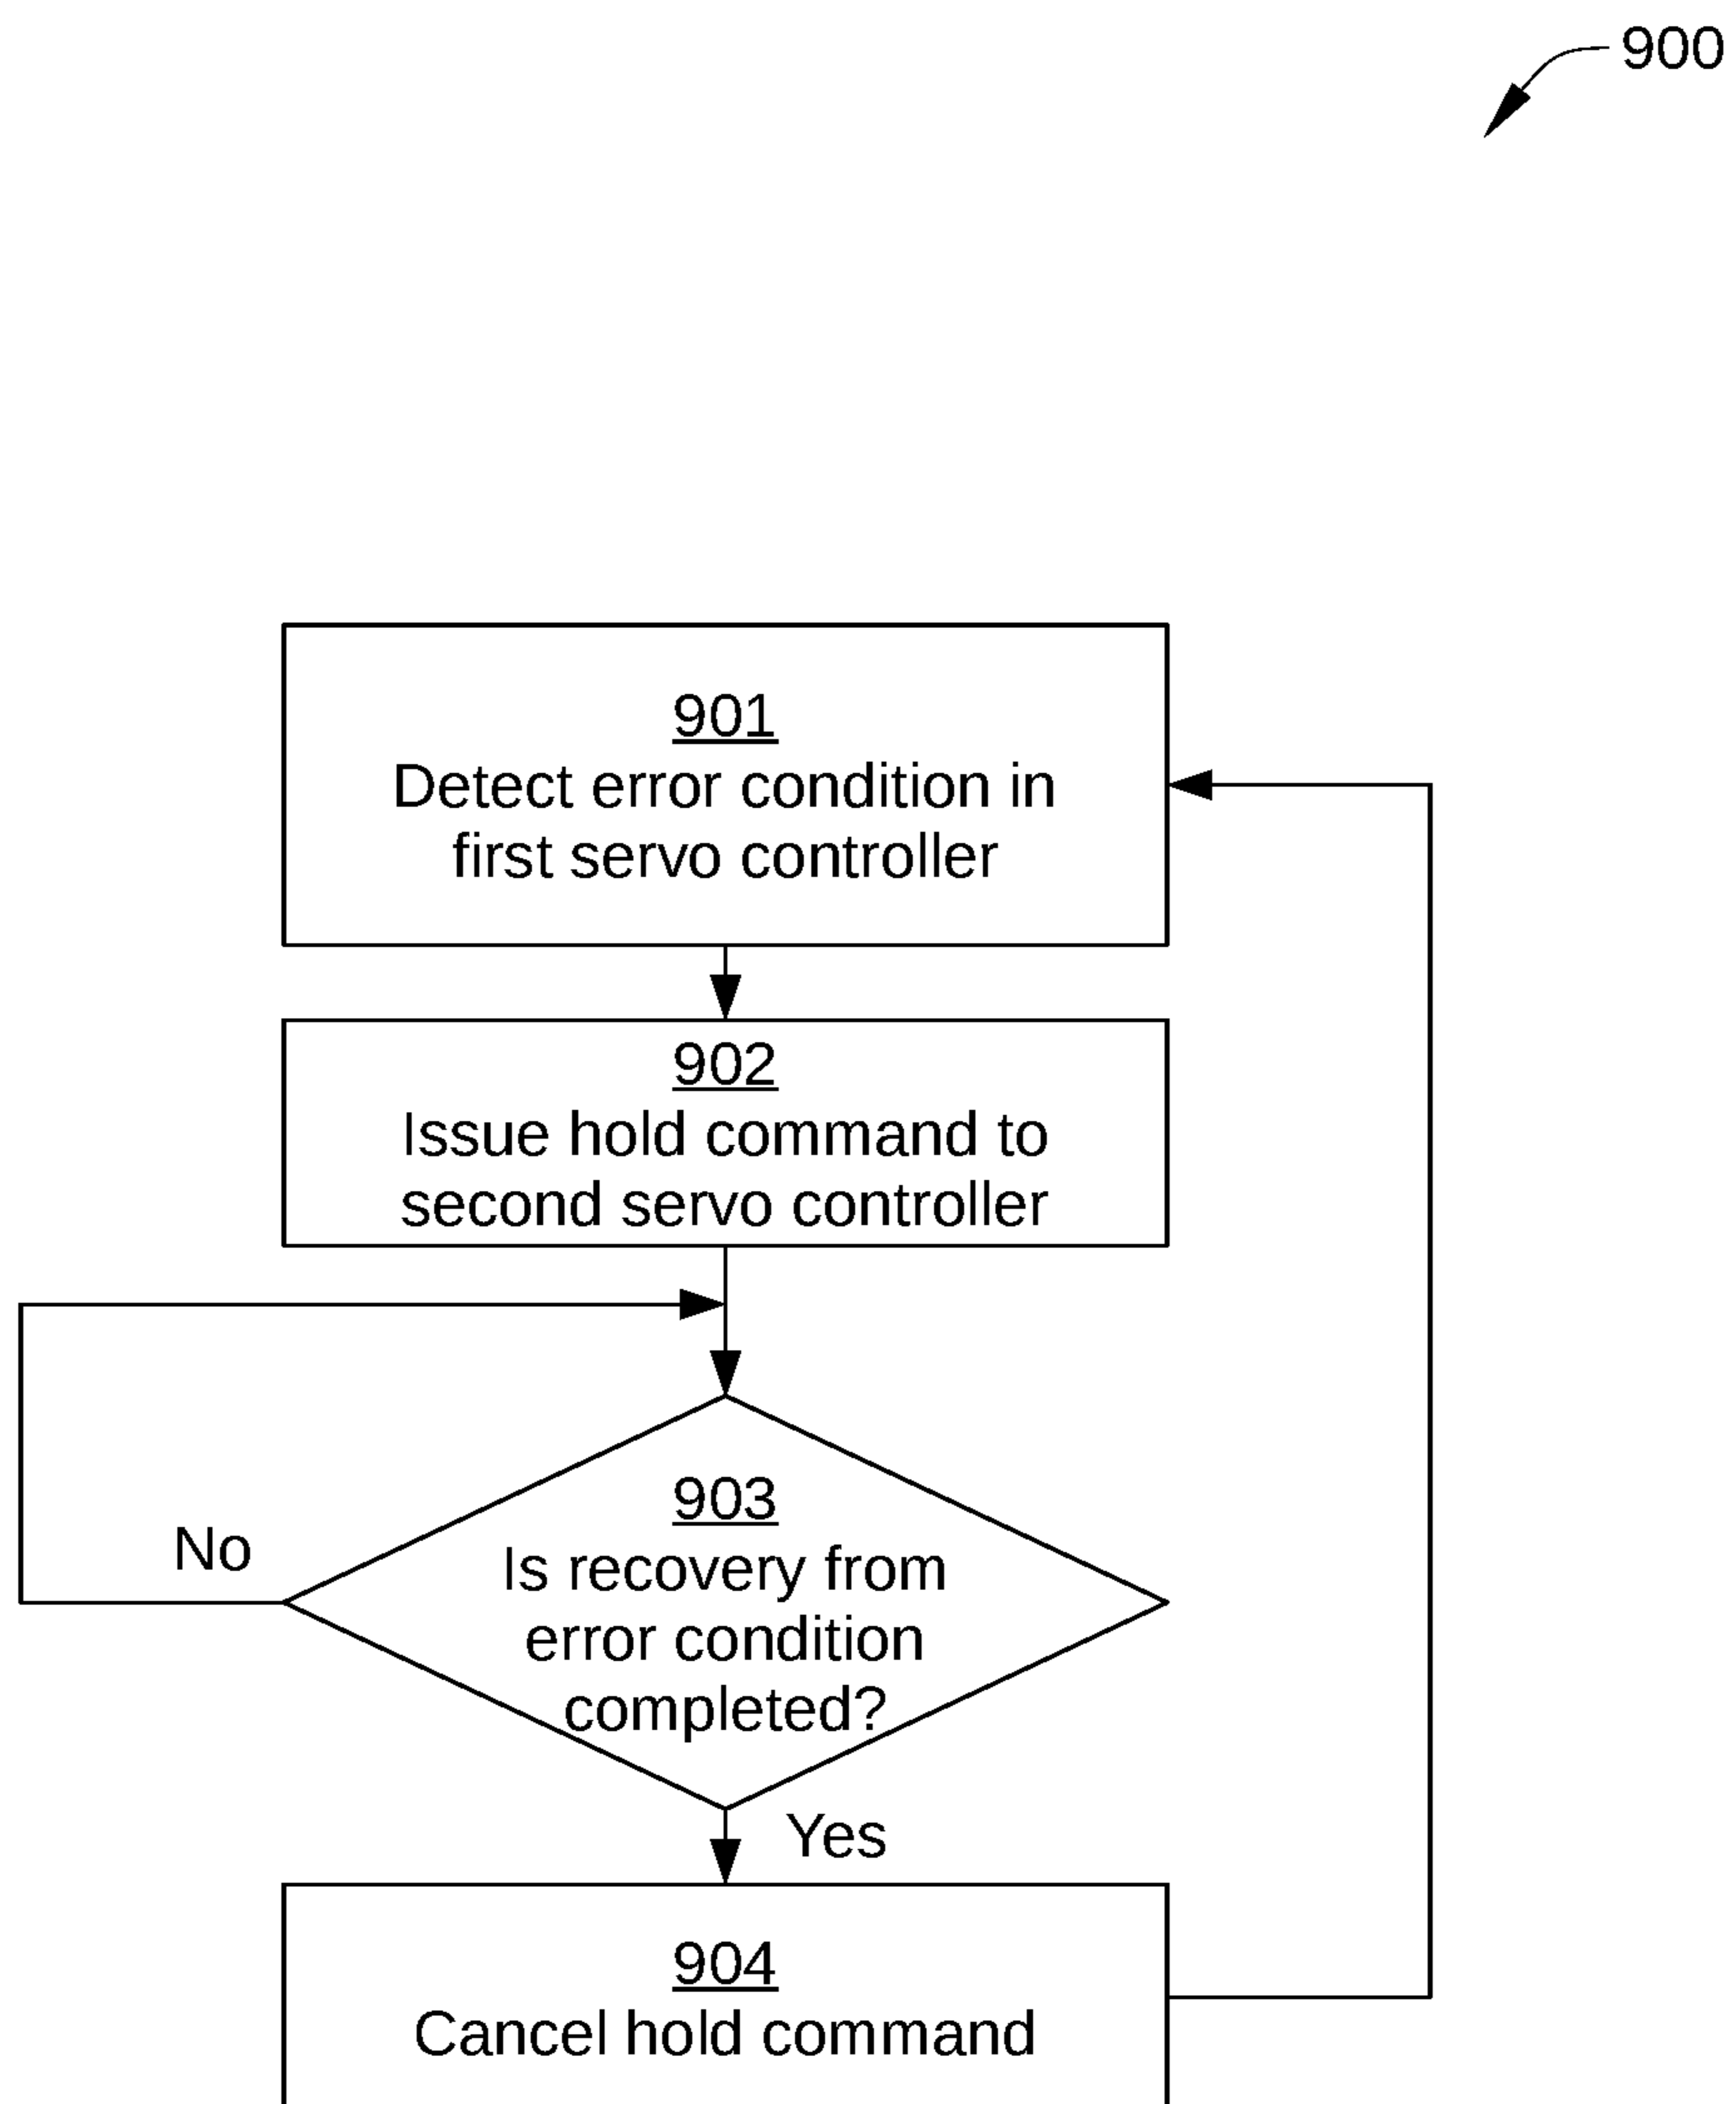 900
901
Detect error condition in
first servo controller
902
Issue hold command to
second servo controller
903
Is recovery from
error condition
completed?
No
Yes
904
Cancel hold command